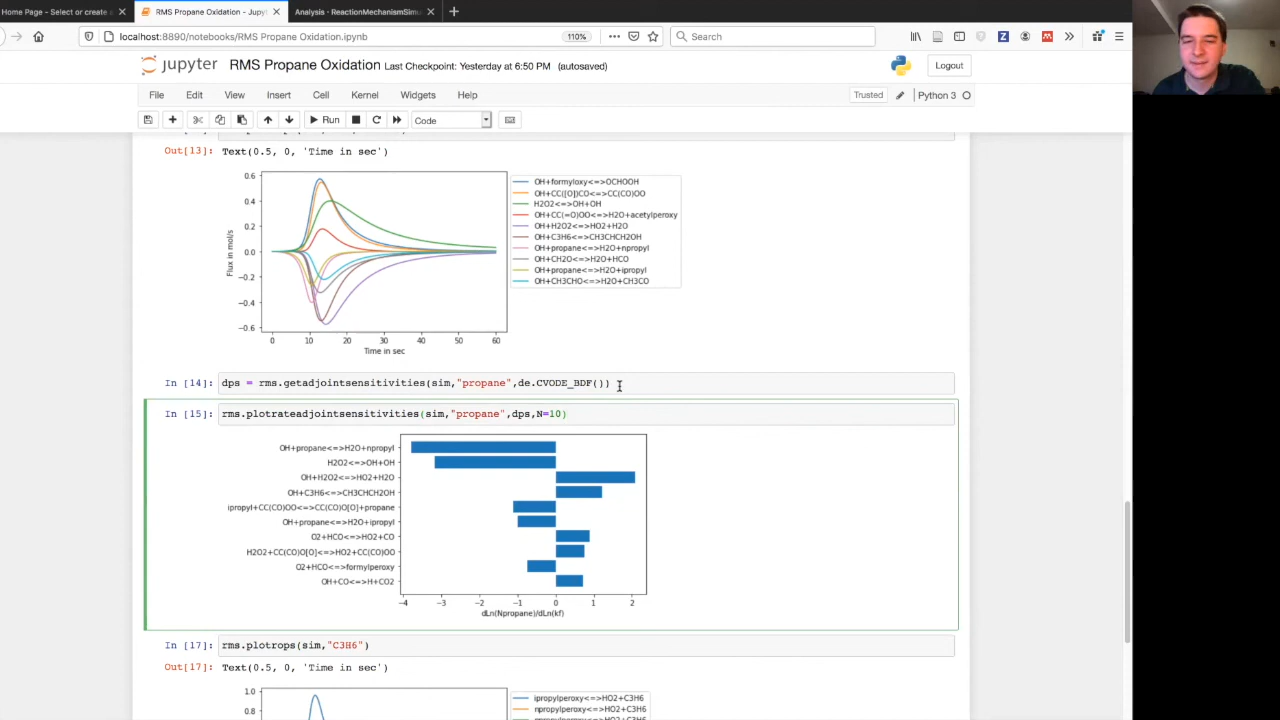 Home Page - Select or create
RMS Propane Oxidation - Jupyt
Analysis - ReactionMechanismSimu
localhost:8890/notebooks/RMS Propane Oxidation.ipynb
110%
Search
jupyter RMS Propane Oxidation Last Checkpoint: Yesterday at 6:50 PM (autosaved)
Logout
File Edit View Insert Cell Kernel Widgets Help
Trusted
Python 3
Run
Code
Out[13]: Text(0.5, 0, 'Time in sec')
0.6
0.4
0.2
0.0
−0.2
−0.4
−0.6
Flux in mol/s
0 10 20 30 40 50 60
Time in sec
OH+formyloxy<=>OCHOOH
OH+CC([O])CO<=>CC(CO)OO
H2O2<=>OH+OH
OH+CC(=O)OO<=>H2O+acetylperoxy
OH+H2O2<=>HO2+H2O
OH+C3H6<=>CH3CHCH2OH
OH+propane<=>H2O+npropyl
OH+CH2O<=>H2O+HCO
OH+propane<=>H2O+ipropyl
OH+CH3CHO<=>H2O+CH3CO
In [14]: dps = rms.getadjointsensitivities(sim,"propane",de.CVODE_BDF())
In [15]: rms.plotrateadjointsensitivities(sim,"propane",dps,N=10)
OH+propane<=>H2O+npropyl
H2O2<=>OH+OH
OH+H2O2<=>HO2+H2O
OH+C3H6<=>CH3CHCH2OH
ipropyl+CC(CO)OO<=>CC(CO)O[O]+propane
OH+propane<=>H2O+ipropyl
O2+HCO<=>HO2+CO
H2O2+CC(CO)O[O]<=>HO2+CC(CO)OO
O2+HCO<=>formylperoxy
OH+CO<=>H+CO2
−4 −3 −2 −1 0 1 2
dLn(Npropane)/dLn(kf)
In [17]: rms.plotrops(sim,"C3H6")
Out[17]: Text(0.5, 0, 'Time in sec')
1.0
0.8
ipropylperoxy<=>HO2+C3H6
npropylperoxy<=>HO2+C3H6